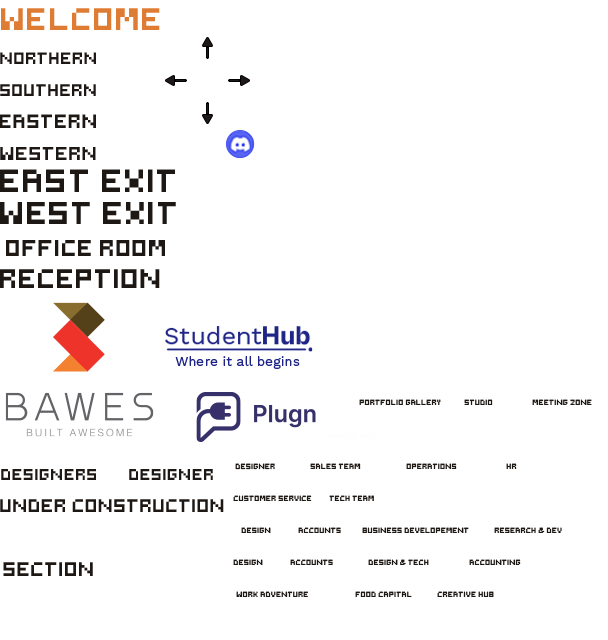 WELCOME
NORTHERN
SOUTHERN
EASTERN
WESTERN
EAST EXIT
WEST EXIT
OFFICE ROOM
RECEPTION
StudentHub
Where it all begins
BAWES
BUILT AWESOME
Plugn
PORTFOLIO GALLERY STUDIO MEETING ZONE
DESIGNERS DESIGNER
DESIGNER SALES TEAM OPERATIONS HR
UNDER CONSTRUCTION
CUSTOMER SERVICE TECH TEAM
DESIGN ACCOUNTS BUSINESS DEVELOPEMENT RESEARCH & DEV
SECTION
DESIGN ACCOUNTS DESIGN & TECH ACCOUNTING
WORK ADVENTURE FOOD CAPITAL CREATIVE HUB